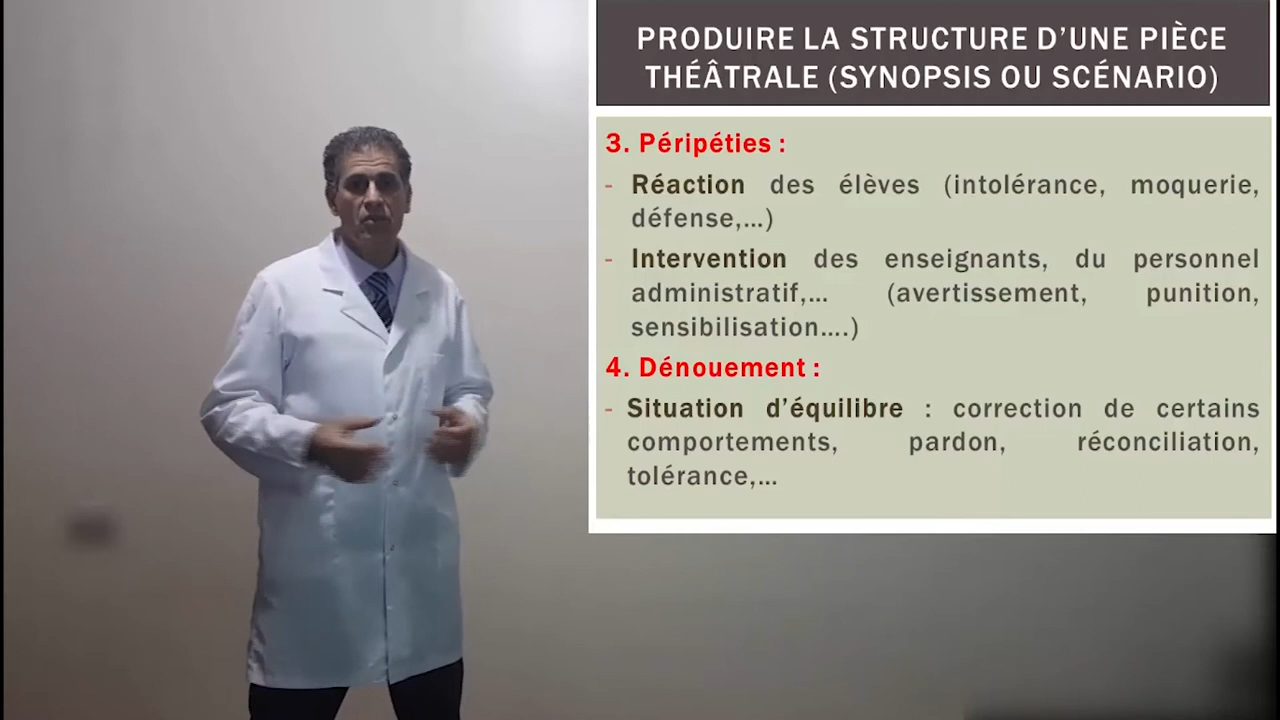 PRODUIRE LA STRUCTURE D’UNE PIÈCE
THÉÂTRALE (SYNOPSIS OU SCÉNARIO)
3. Péripéties :
- Réaction des élèves (intolérance, moquerie,
défense,...)
- Intervention des enseignants, du personnel
administratif,... (avertissement, punition,
sensibilisation....)
4. Dénouement :
- Situation d’équilibre : correction de certains
comportements, pardon, réconciliation,
tolérance,...